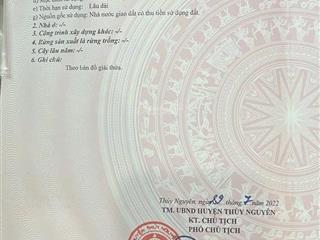 e) Thời hạn sử dụng: Lâu dài
g) Nguồn gốc sử dụng: Nhà nước giao đất có thu tiền sử dụng đất.
2. Nhà ở: -/-
3. Công trình xây dựng khác: -/-
4. Rừng sản xuất là rừng trồng: -/-
5. Cây lâu năm: -/-
6. Ghi chú:
Theo bản đồ giải thửa.
Thủy Nguyên, ngày 29 tháng 7 năm 2022
TM. UBND HUYỆN THỦY NGUYÊN
KT. CHỦ TỊCH
PHÓ CHỦ TỊCH